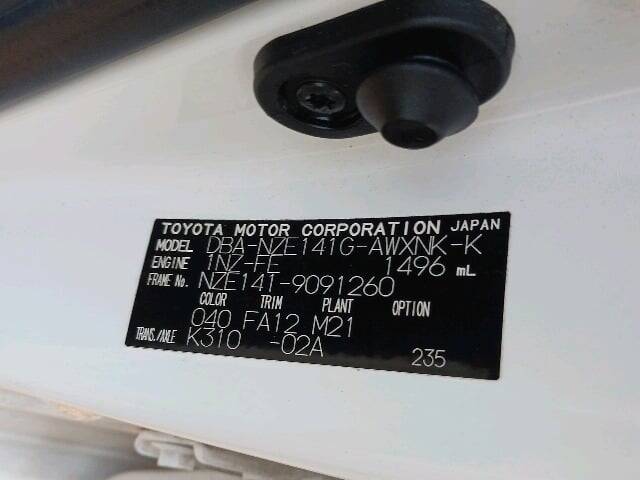 TOYOTA MOTOR CORPORATION JAPAN
MODEL DBA-NZE141G-AWXNK-K
ENGINE 1NZ-FE 1496 mL
FRAME No. NZE141-9091260
COLOR TRIM PLANT OPTION
040 FA12 M21
TRANS./AXLE K310 -02A 235